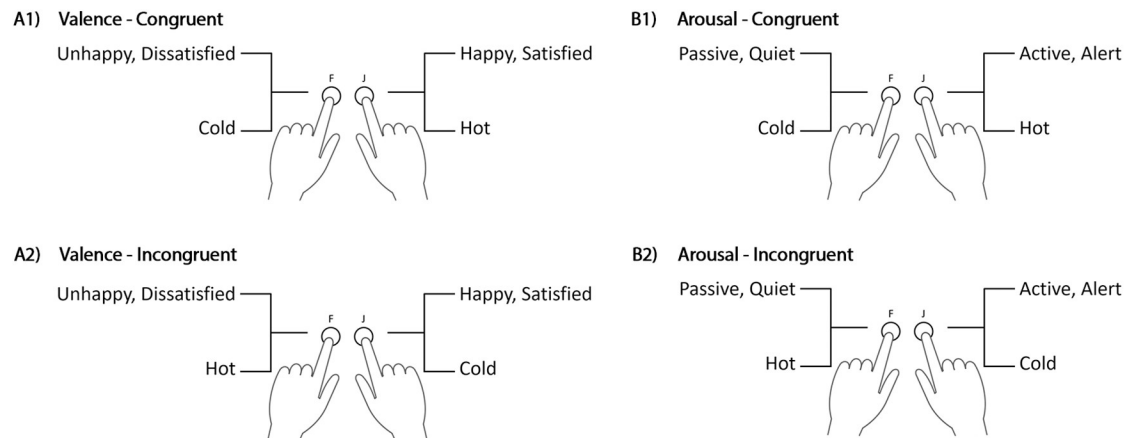 A1) Valence - Congruent
Unhappy, Dissatisfied
Happy, Satisfied
F J
Cold
Hot
B1) Arousal - Congruent
Passive, Quiet
Active, Alert
F J
Cold
Hot
A2) Valence - Incongruent
Unhappy, Dissatisfied
Happy, Satisfied
F J
Hot
Cold
B2) Arousal - Incongruent
Passive, Quiet
Active, Alert
F J
Hot
Cold